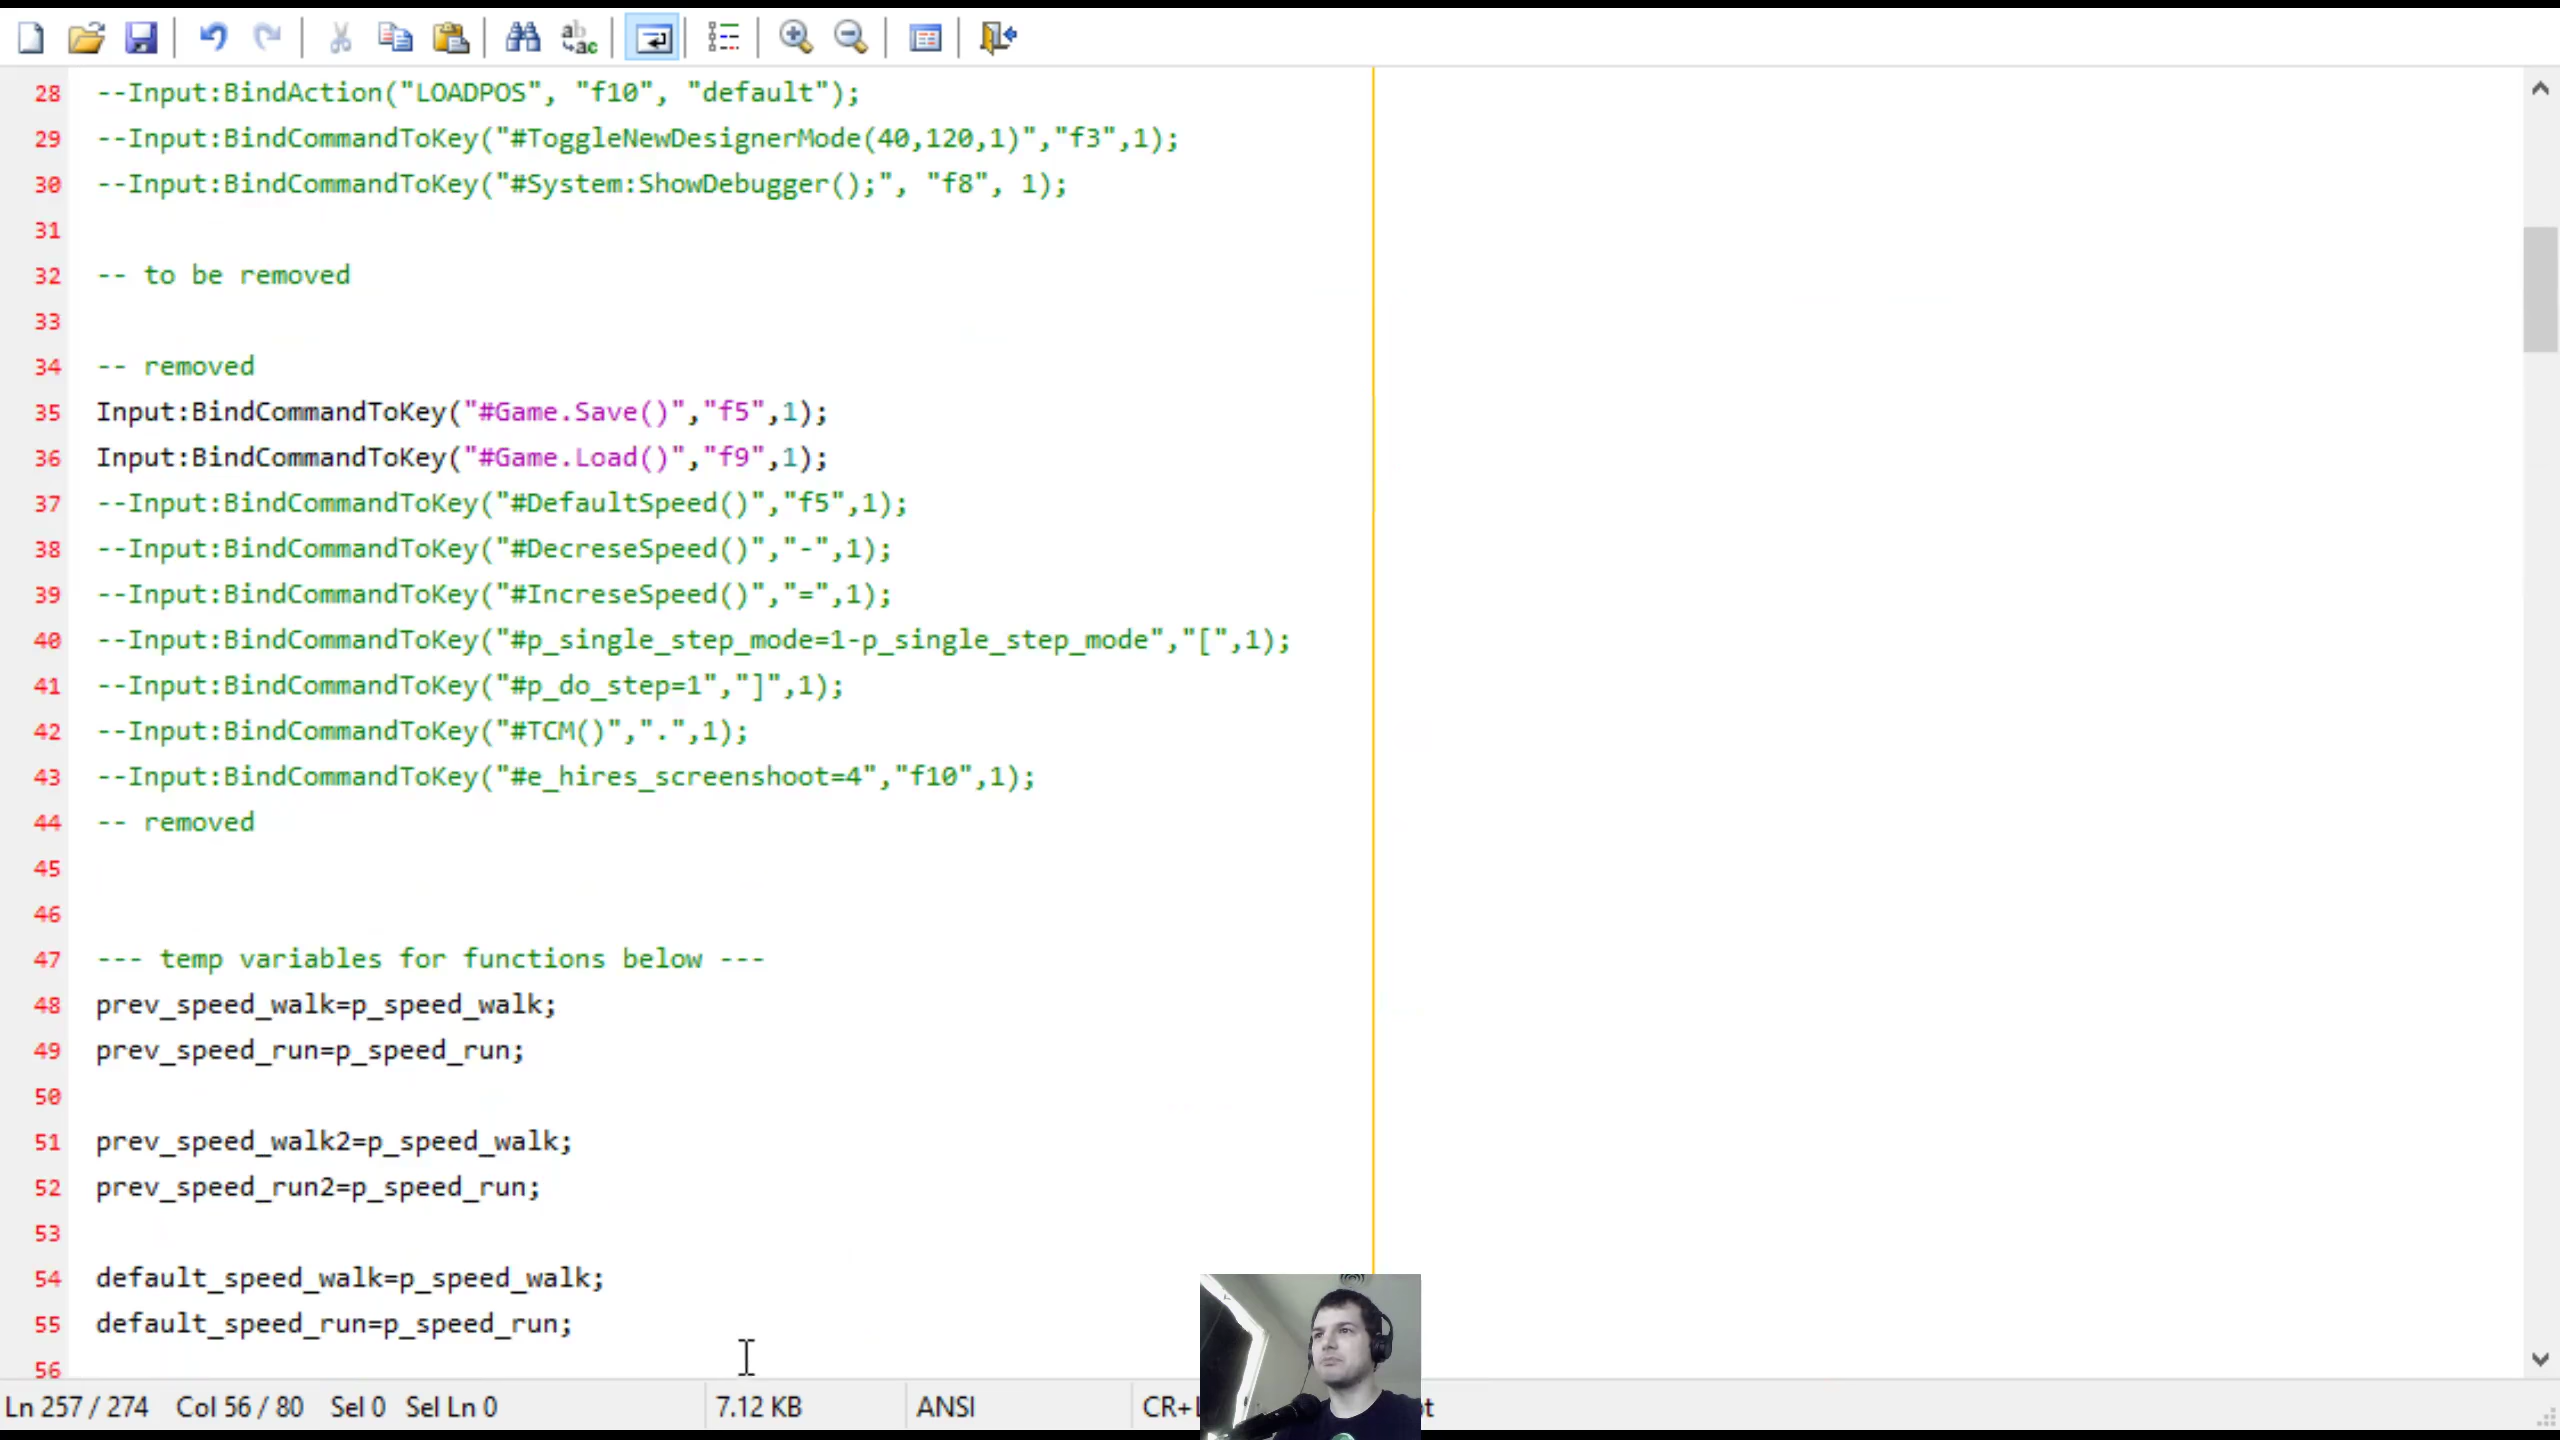 28 --Input:BindAction("LOADPOS", "f10", "default");
29 --Input:BindCommandToKey("#ToggleNewDesignerMode(40,120,1)","f3",1);
30 --Input:BindCommandToKey("#System:ShowDebugger();", "f8", 1);
31
32 -- to be removed
33
34 -- removed
35 Input:BindCommandToKey("#Game.Save()","f5",1);
36 Input:BindCommandToKey("#Game.Load()","f9",1);
37 --Input:BindCommandToKey("#DefaultSpeed()","f5",1);
38 --Input:BindCommandToKey("#DecreseSpeed()","-",1);
39 --Input:BindCommandToKey("#IncreseSpeed()","=",1);
40 --Input:BindCommandToKey("#p_single_step_mode=1-p_single_step_mode","[",1);
41 --Input:BindCommandToKey("#p_do_step=1","]",1);
42 --Input:BindCommandToKey("#TCM()",".",1);
43 --Input:BindCommandToKey("#e_hires_screenshoot=4","f10",1);
44 -- removed
45
46
47 --- temp variables for functions below ---
48 prev_speed_walk=p_speed_walk;
49 prev_speed_run=p_speed_run;
50
51 prev_speed_walk2=p_speed_walk;
52 prev_speed_run2=p_speed_run;
53
54 default_speed_walk=p_speed_walk;
55 default_speed_run=p_speed_run;
56
Ln 257 / 274 Col 56 / 80 Sel 0 Sel Ln 0 7.12 KB ANSI CR+L